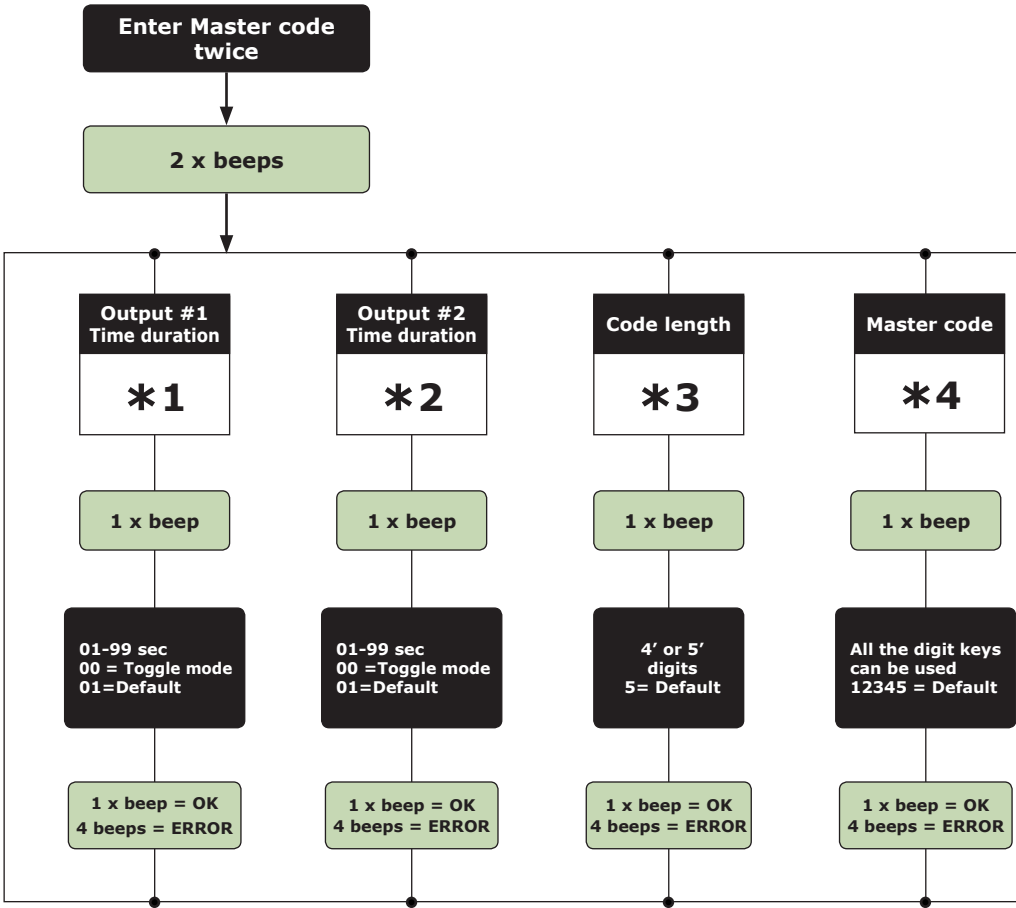 Enter Master code
twice
2 x beeps
Output #1
Time duration
*1
1 x beep
01-99 sec
00 = Toggle mode
01=Default
1 x beep = OK
4 beeps = ERROR
Output #2
Time duration
*2
1 x beep
01-99 sec
00 =Toggle mode
01=Default
1 x beep = OK
4 beeps = ERROR
Code length
*3
1 x beep
4’ or 5’
digits
5= Default
1 x beep = OK
4 beeps = ERROR
Master code
*4
1 x beep
All the digit keys
can be used
12345 = Default
1 x beep = OK
4 beeps = ERROR